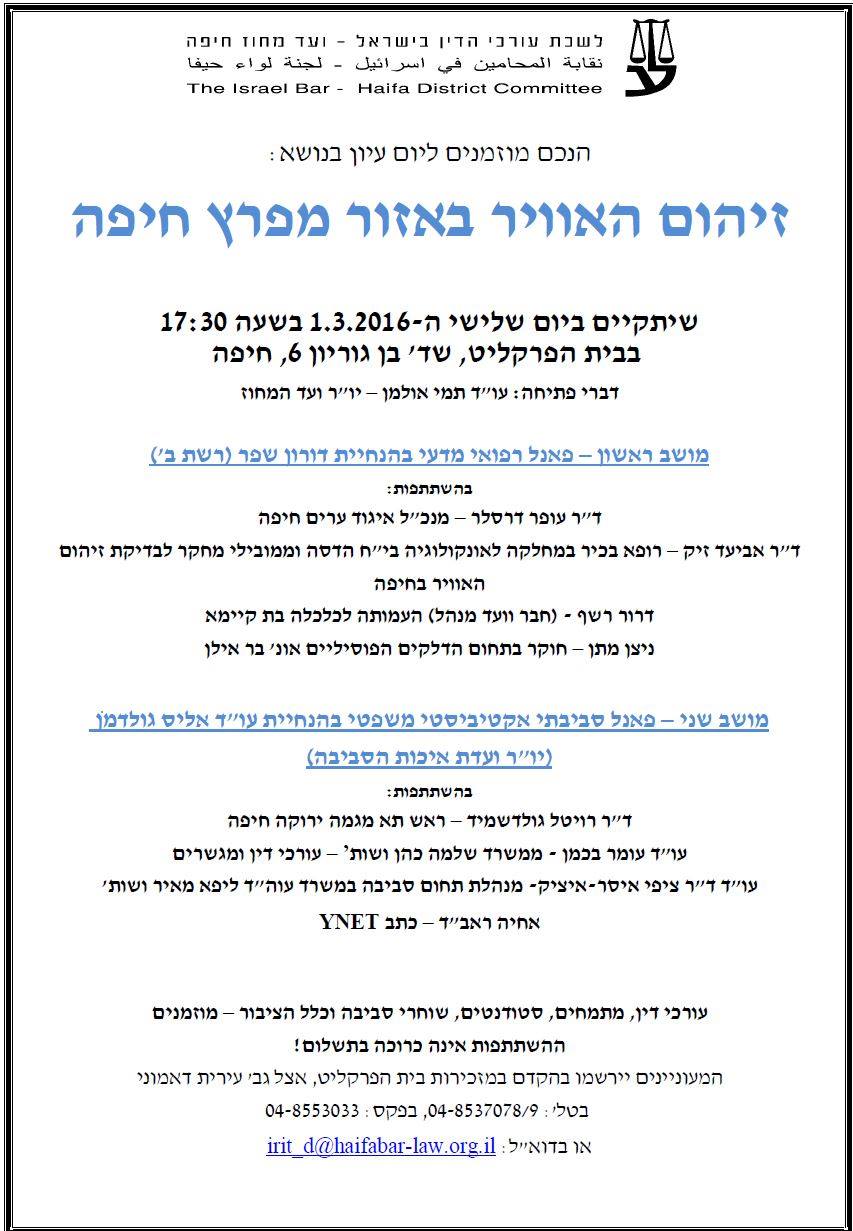 לשכת עורכי הדין בישראל - ועד מחוז חיפה
نقابة المحامين في اسرائيل - لجنة لواء حيفا
The Israel Bar - Haifa District Committee
הנכם מוזמנים ליום עיון בנושא:
זיהום האוויר באזור מפרץ חיפה
שיתקיים ביום שלישי ה-1.3.2016 בשעה 17:30
בבית הפרקליט, שד' בן גוריון 6, חיפה
דברי פתיחה: עו"ד תמי אולמן – יו"ר ועד המחוז
מושב ראשון – פאנל רפואי מדעי בהנחיית דורון שפר (רשת ב')
בהשתתפות:
ד"ר עופר דרסלר – מנכ"ל איגוד ערים חיפה
ד"ר אביעד זיק – רופא בכיר במחלקה לאונקולוגיה בי"ח הדסה וממובילי מחקר לבדיקת זיהום
האוויר בחיפה
דרור רשף - (חבר וועד מנהל) העמותה לכלכלה בת קיימא
ניצן מתן – חוקר בתחום הדלקים הפוסיליים אונ' בר אילן
מושב שני – פאנל סביבתי אקטיביסטי משפטי בהנחיית עו"ד אליס גולדמן
(יו"ר ועדת איכות הסביבה)
בהשתתפות:
ד"ר רויטל גולדשמיד – ראש תא מגמה ירוקה חיפה
עו"ד עומר בכמן - ממשרד שלמה כהן ושות' – עורכי דין ומגשרים
עו"ד ד"ר ציפי איסר-איציק- מנהלת תחום סביבה במשרד עוה"ד ליפא מאיר ושות'
אחיה ראב"ד – כתב YNET
עורכי דין, מתמחים, סטודנטים, שוחרי סביבה וכלל הציבור – מוזמנים
ההשתתפות אינה כרוכה בתשלום!
המעוניינים יירשמו בהקדם במזכירות בית הפרקליט, אצל גב' עירית דאמוני
בטל': 04-8537078/9, בפקס: 04-8553033
או בדוא"ל: irit_d@haifabar-law.org.il